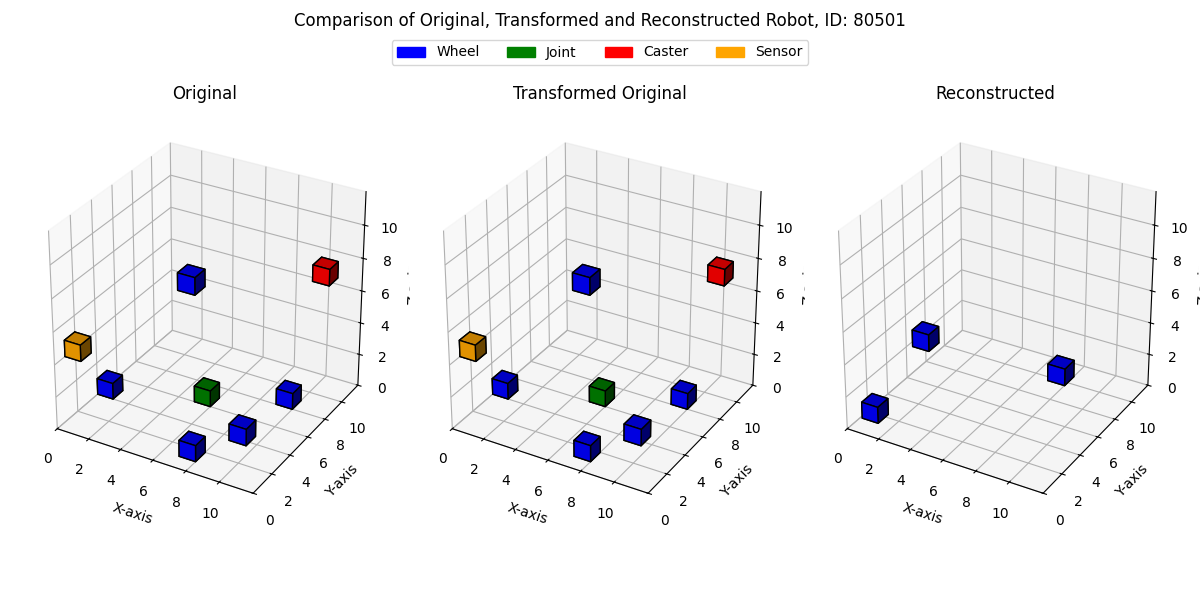 Comparison of Original, Transformed and Reconstructed Robot, ID: 80501
Wheel Joint Caster Sensor
Original Transformed Original Reconstructed
10 10 10
8 8 8
6 6 6
4 4 4
2 2 2
0 0 0
0 2 4 6 8 10 0 2 4 6 8 10 0 2 4 6 8 10
0 2 4 6 8 10 0 2 4 6 8 10 0 2 4 6 8 10
X-axis Y-axis X-axis Y-axis X-axis Y-axis